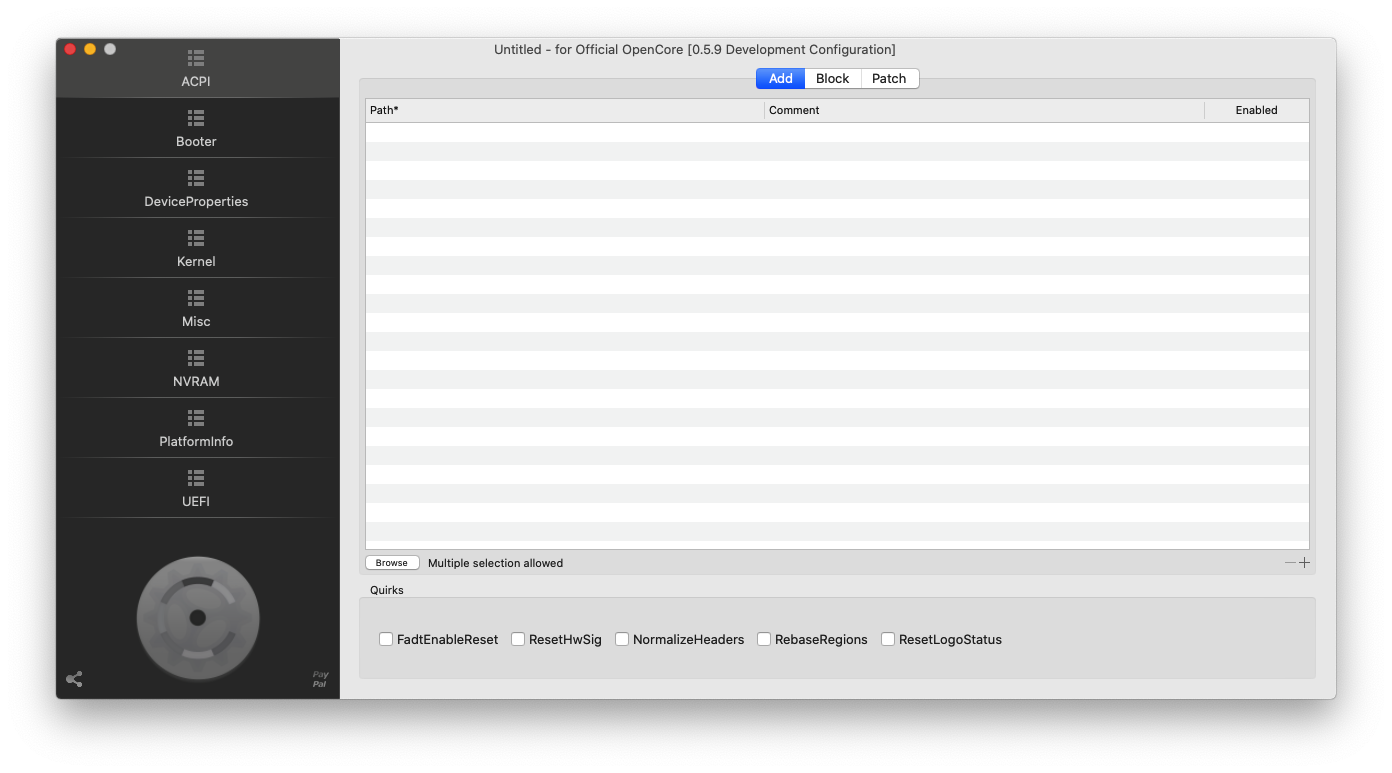 Untitled - for Official OpenCore [0.5.9 Development Configuration]
ACPI
Booter
DeviceProperties
Kernel
Misc
NVRAM
PlatformInfo
UEFI
Pay
Pal
Add Block Patch
Path* Comment Enabled
Browse Multiple selection allowed
Quirks
FadtEnableReset ResetHwSig NormalizeHeaders RebaseRegions ResetLogoStatus